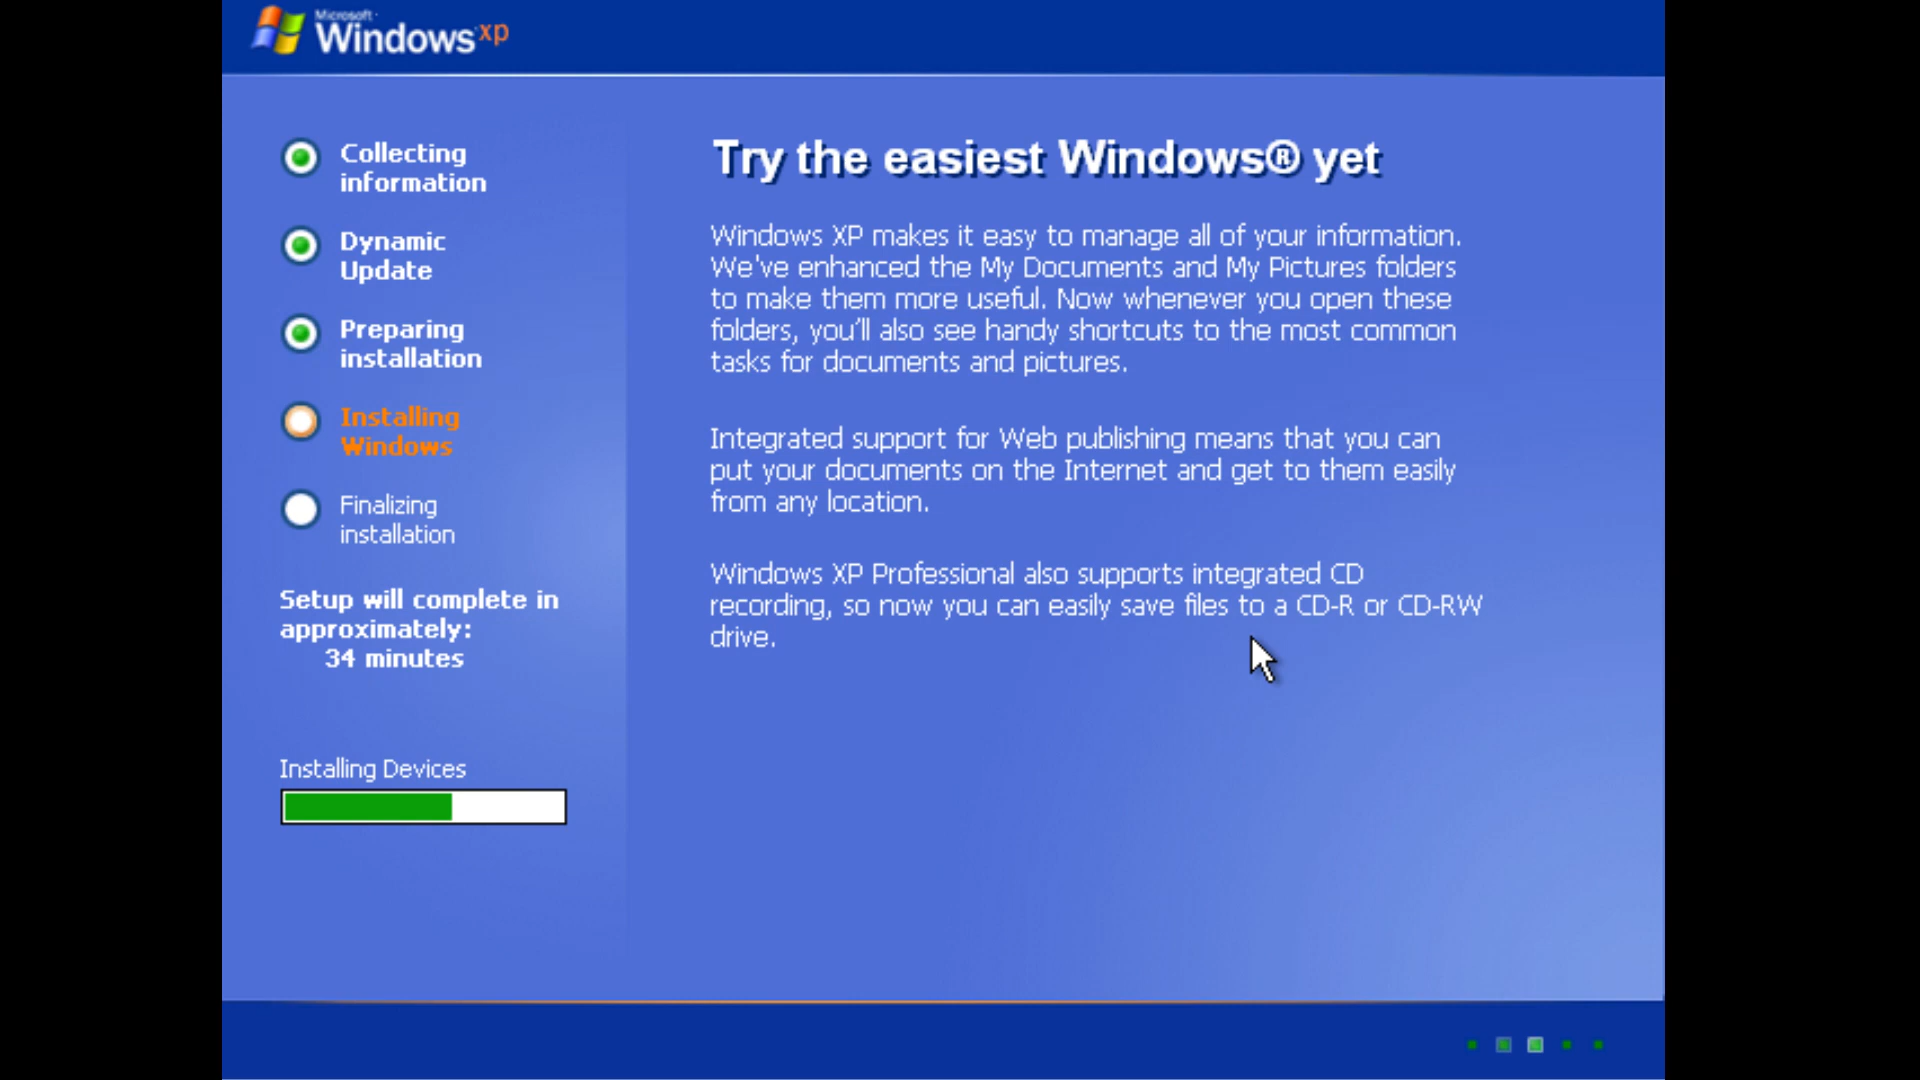 Microsoft
Windows xp
Collecting
information
Dynamic
Update
Preparing
installation
Installing
Windows
Finalizing
installation
Setup will complete in
approximately:
34 minutes
Installing Devices
Try the easiest Windows® yet
Windows XP makes it easy to manage all of your information.
We've enhanced the My Documents and My Pictures folders
to make them more useful. Now whenever you open these
folders, you'll also see handy shortcuts to the most common
tasks for documents and pictures.
Integrated support for Web publishing means that you can
put your documents on the Internet and get to them easily
from any location.
Windows XP Professional also supports integrated CD
recording, so now you can easily save files to a CD-R or CD-RW
drive.